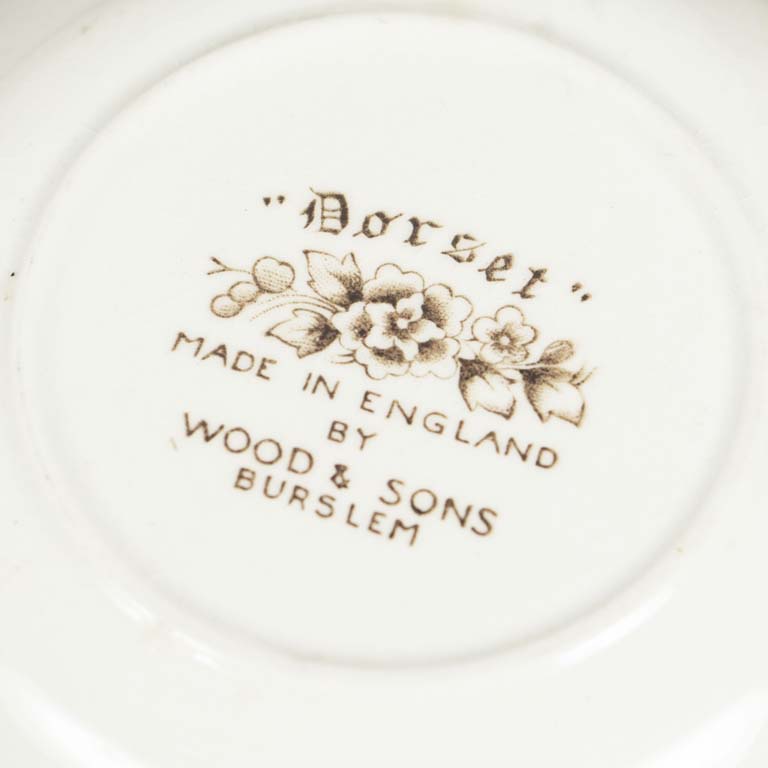 "Dorset"
MADE IN ENGLAND
BY
WOOD & SONS
BURSLEM